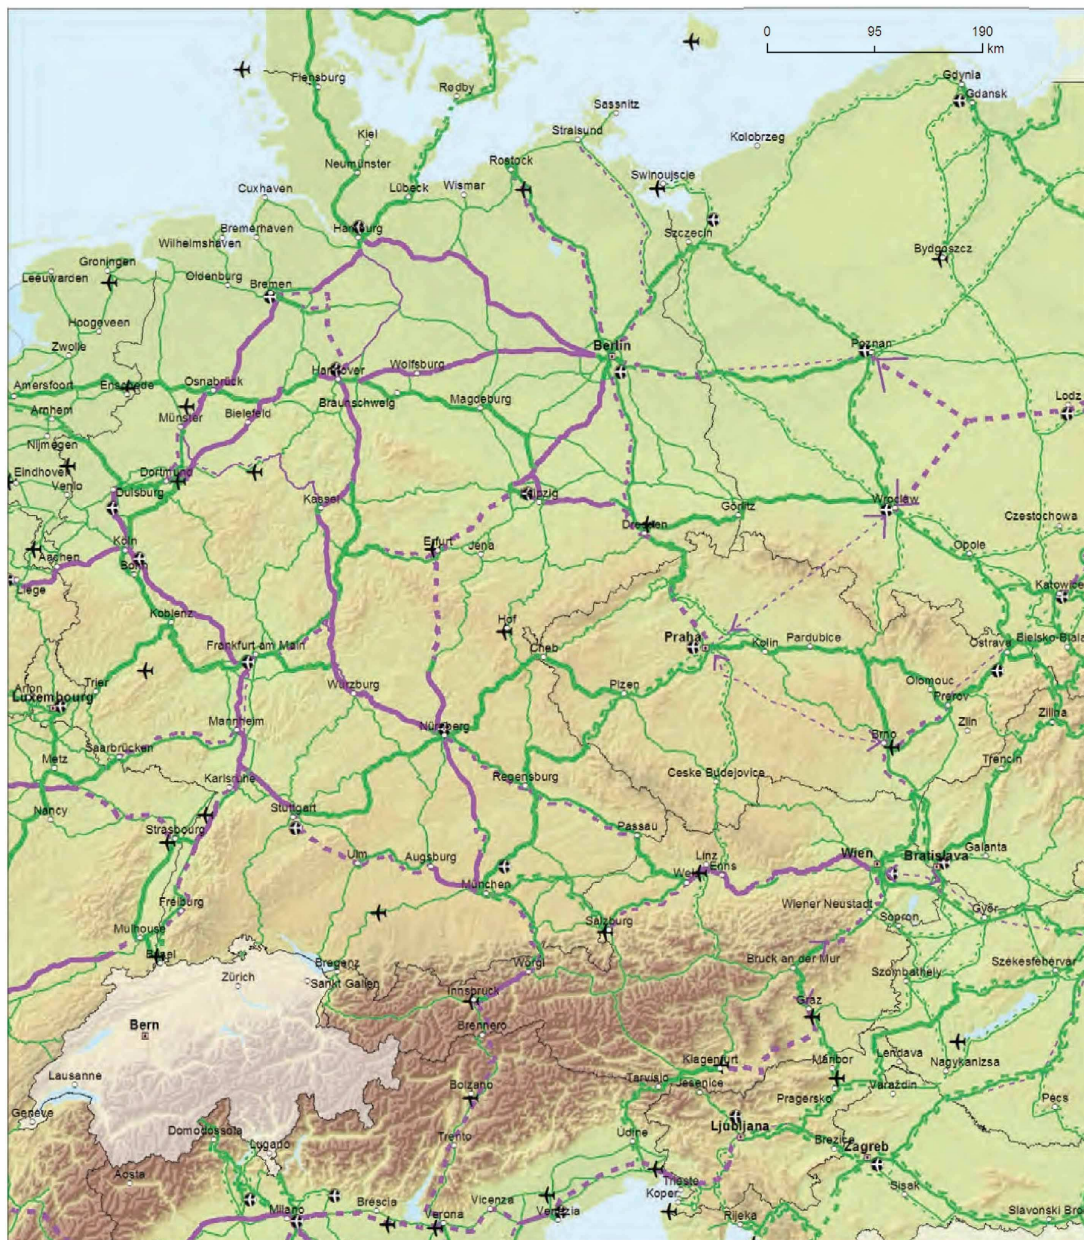 0 95 190
km
Gdynia
Gdansk
Flensburg
Rødby
Sassnitz
Kiel
Stralsund
Kolobrzeg
Neumünster
Rostock
Swinoujscie
Cuxhaven
Lübeck
Wismar
Hamburg
Bremerhaven
Szczecin
Wilhelmshaven
Bydgoszcz
Groningen
Leeuwarden
Oldenburg
Bremen
Hoogeveen
Zwolle
Berlin
Poznan
Hannover
Wolfsburg
Amersfoort
Enschede
Osnabrück
Braunschweig
Magdeburg
Lodz
Arnhem
Münster
Bielefeld
Nijmegen
Eindhoven
Dortmund
Venlo
Duisburg
Kassel
Leipzig
Wroclaw
Görlitz
Dresden
Czestochowa
Köln
Aachen
Bonn
Erfurt
Jena
Opole
Liege
Katowice
Koblenz
Hof
Praha
Kolin
Pardubice
Ostrava
Bielsko-Biala
Frankfurt am Main
Cheb
Trier
Arlon
Luxembourg
Würzburg
Plzen
Olomouc
Prerov
Mannheim
Nürnberg
Zlin
Zilina
Brno
Saarbrücken
Metz
Trencin
Karlsruhe
Regensburg
Ceske Budejovice
Nancy
Stuttgart
Strasbourg
Passau
Ulm
Augsburg
Linz
Enns
Wien
Bratislava
Galanta
Wels
München
Freiburg
Wiener Neustadt
Sopron
Györ
Salzburg
Mulhouse
Basel
Bregenz
Wörgl
Bruck an der Mur
Székesfehérvar
Zürich
Sankt Gallen
Szombathely
Innsbruck
Graz
Bern
Brennero
Klagenfurt
Maribor
Lendava
Nagykanizsa
Lausanne
Bolzano
Tarvisio
Jesenice
Varaždin
Pragersko
Pecs
Geneve
Domodossola
Trento
Udine
Ljubljana
Brezice
Zagreb
Lugano
Aosta
Trieste
Koper
Sisak
Brescia
Vicenza
Milano
Verona
Venezia
Rijeka
Slavonski Bro